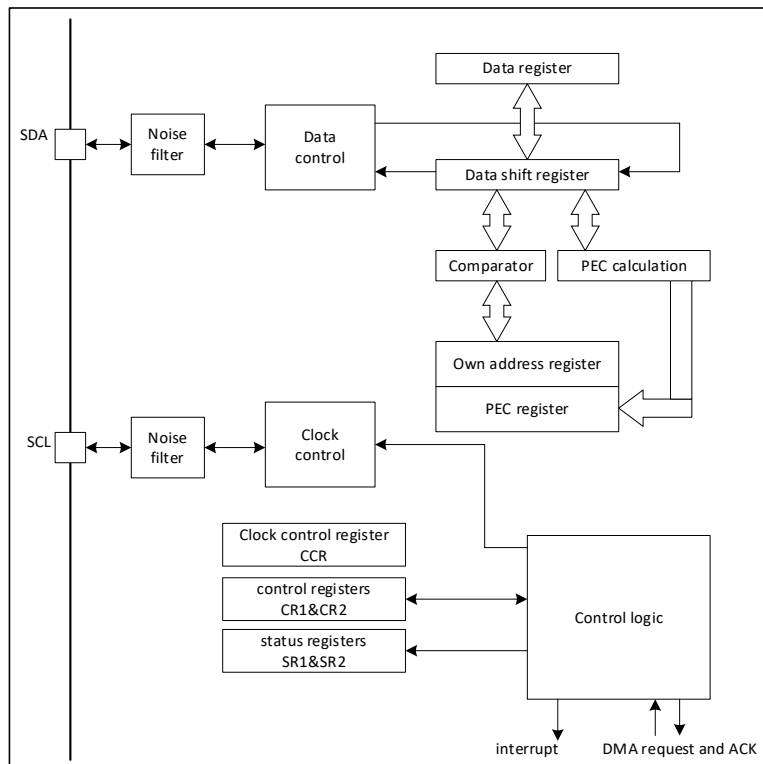 Data register
SDA
Noise
filter
Data
control
Data shift register
Comparator
PEC calculation
Own address register
PEC register
SCL
Noise
filter
Clock
control
Clock control register
CCR
control registers
CR1&CR2
status registers
SR1&SR2
Control logic
interrupt
DMA request and ACK